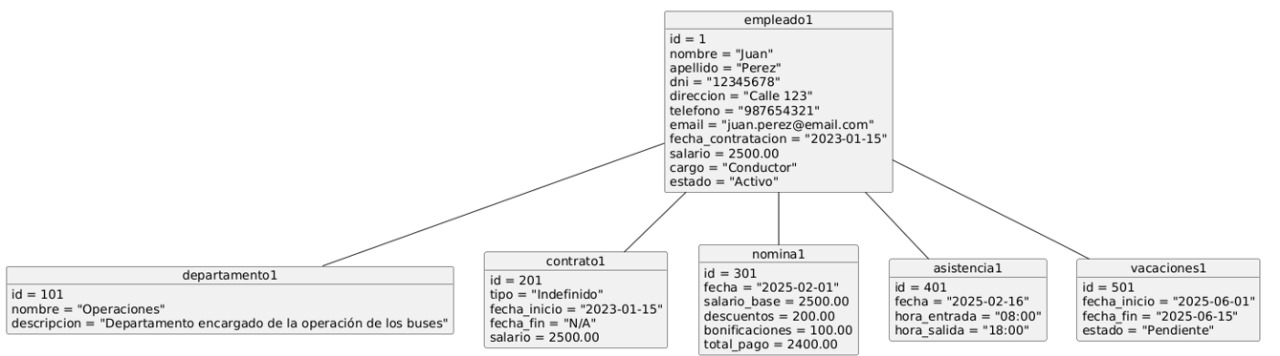 empleado1
id = 1
nombre = "Juan"
apellido = "Perez"
dni = "12345678"
direccion = "Calle 123"
telefono = "987654321"
email = "juan.perez@email.com"
fecha_contratacion = "2023-01-15"
salario = 2500.00
cargo = "Conductor"
estado = "Activo"
departamento1
id = 101
nombre = "Operaciones"
descripcion = "Departamento encargado de la operación de los buses"
contrato1
id = 201
tipo = "Indefinido"
fecha_inicio = "2023-01-15"
fecha_fin = "N/A"
salario = 2500.00
nomina1
id = 301
fecha = "2025-02-01"
salario_base = 2500.00
descuentos = 200.00
bonificaciones = 100.00
total_pago = 2400.00
asistencia1
id = 401
fecha = "2025-02-16"
hora_entrada = "08:00"
hora_salida = "18:00"
vacaciones1
id = 501
fecha_inicio = "2025-06-01"
fecha_fin = "2025-06-15"
estado = "Pendiente"